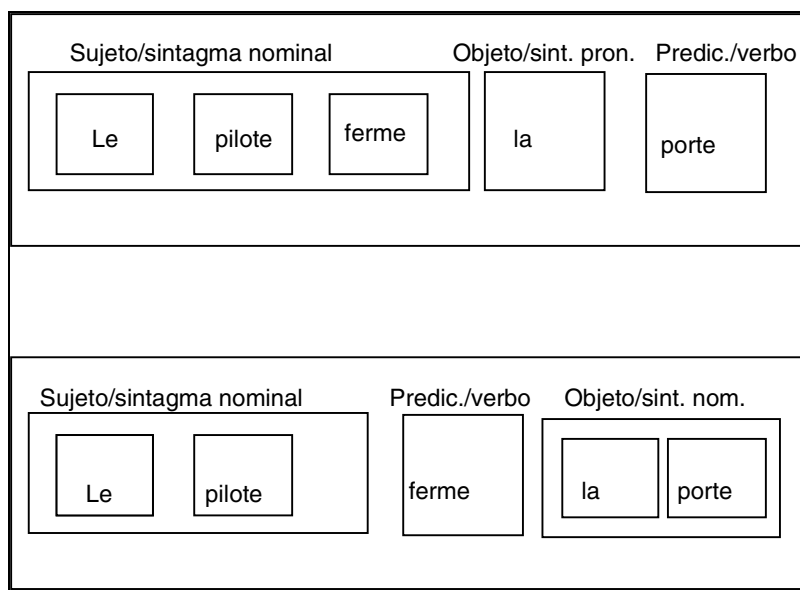 Sujeto/sintagma nominal Objeto/sint. pron. Predic./verbo
Le pilote ferme la porte
Sujeto/sintagma nominal Predic./verbo Objeto/sint. nom.
Le pilote ferme la porte